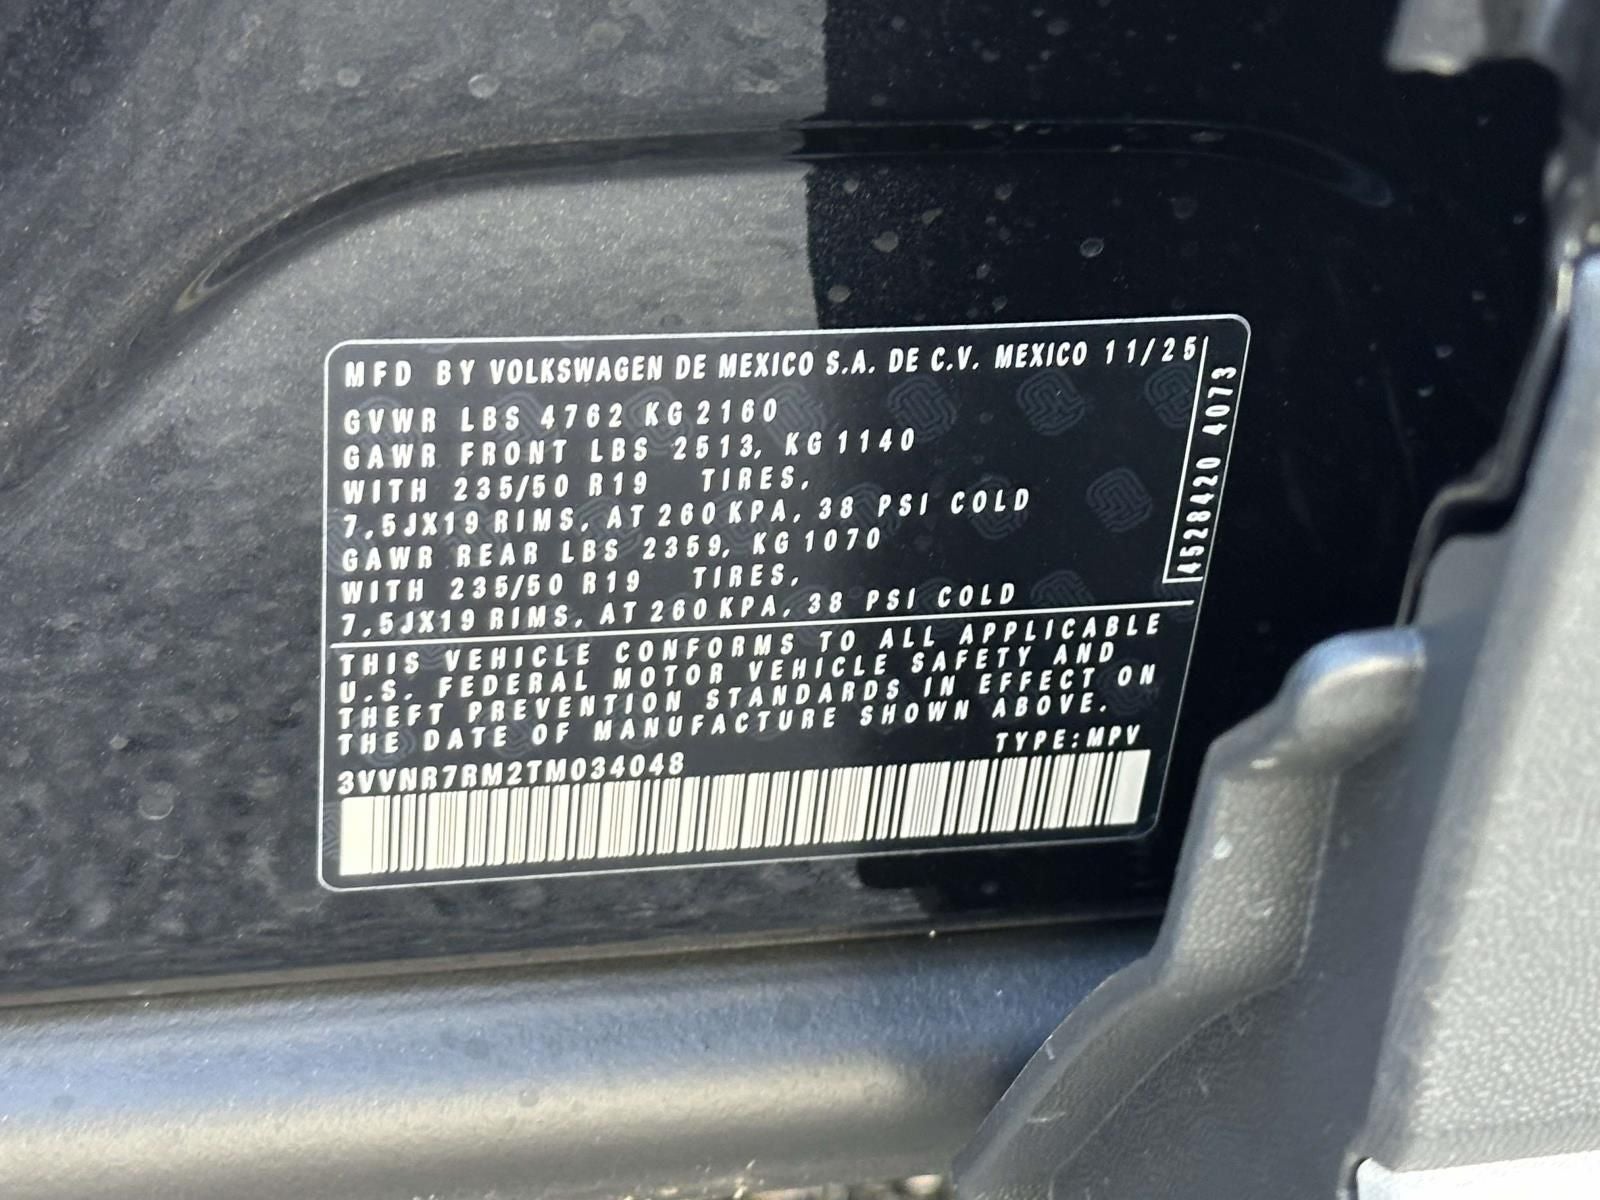 MFD BY VOLKSWAGEN DE MEXICO S.A. DE C.V. MEXICO 11/25
GVWR LBS 4762 KG 2160
GAWR FRONT LBS 2513, KG 1140
WITH 235/50 R19 TIRES,
7,5JX19 RIMS, AT 260 KPA, 38 PSI COLD
GAWR REAR LBS 2359, KG 1070
WITH 235/50 R19 TIRES,
7,5JX19 RIMS, AT 260 KPA, 38 PSI COLD
4528420 4073
THIS VEHICLE CONFORMS TO ALL APPLICABLE
U.S. FEDERAL MOTOR VEHICLE SAFETY AND
THEFT PREVENTION STANDARDS IN EFFECT ON
THE DATE OF MANUFACTURE SHOWN ABOVE.
TYPE:MPV
3VVNR7RM2TM034048